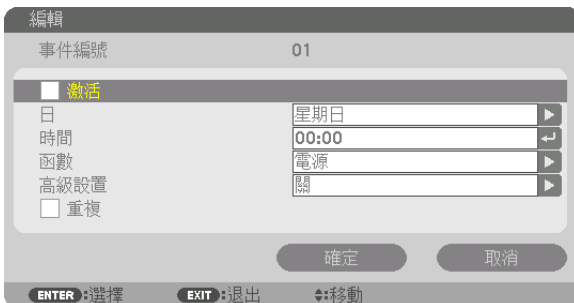 編輯
事件編號 01
激活
日 星期日
時間 00:00
函數 電源
高級設置 關
重複
確定 取消
ENTER:選擇 EXIT:退出 :移動